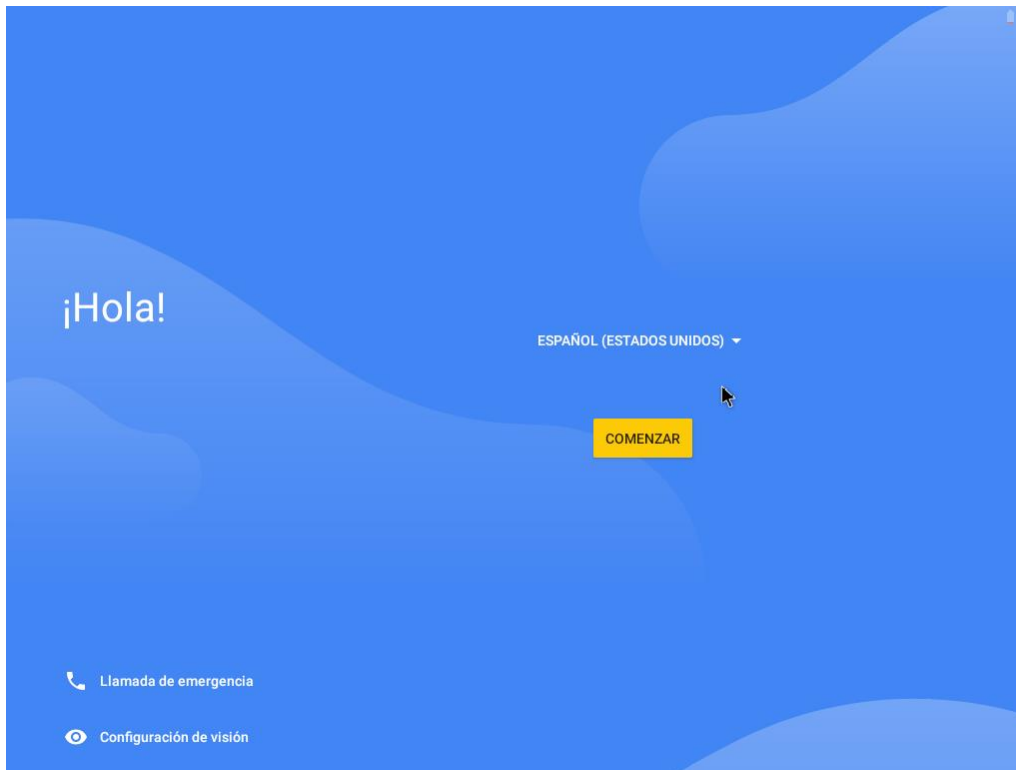 ¡Hola!
ESPAÑOL (ESTADOS UNIDOS)
COMENZAR
Llamada de emergencia
Configuración de visión